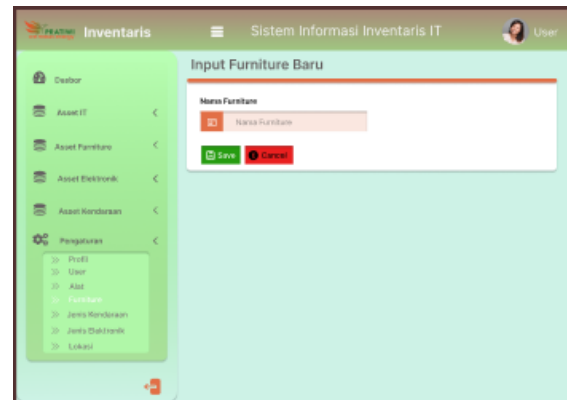 PRATIWI Inventaris
Sistem Informasi Inventaris IT
User
Input Furniture Baru
Nama Furniture
Nama Furniture
Save
Cancel
Dasbor
Asset IT
Asset Furniture
Asset Elektronik
Asset Kendaraan
Pengaturan
Profil
User
Alat
Furniture
Jenis Kendaraan
Jenis Elektronik
Lokasi